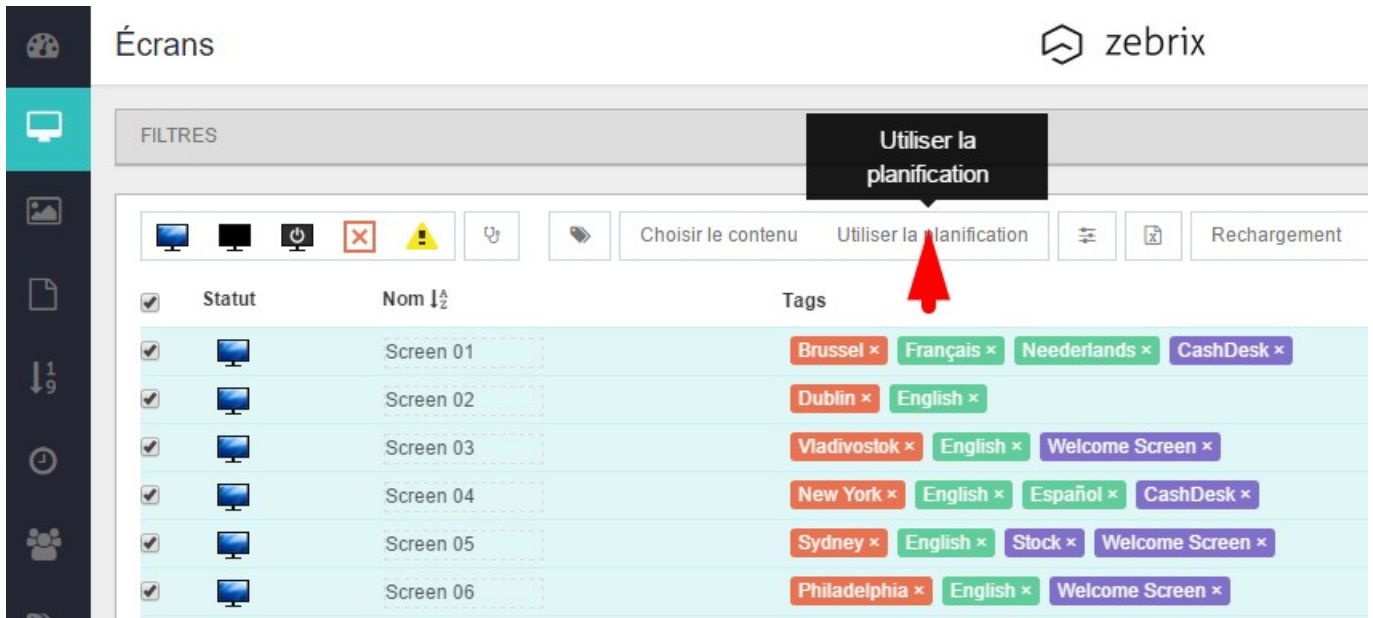 Écrans
zebrix
FILTRES
Utiliser la
planification
Choisir le contenu Utiliser la planification Rechargement
Statut Nom Tags
Screen 01 Brussel × Français × Neederlands × CashDesk ×
Screen 02 Dublin × English ×
Screen 03 Vladivostok × English × Welcome Screen ×
Screen 04 New York × English × Español × CashDesk ×
Screen 05 Sydney × English × Stock × Welcome Screen ×
Screen 06 Philadelphia × English × Welcome Screen ×